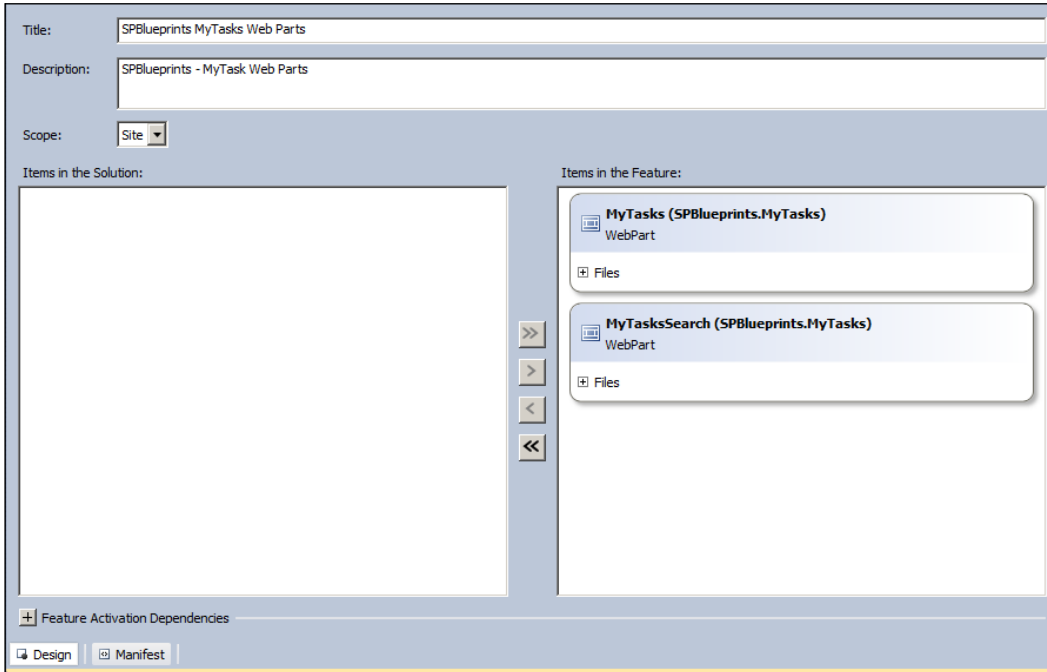 Title:
SPBlueprints MyTasks Web Parts
Description:
SPBlueprints - MyTask Web Parts
Scope:
Site
Items in the Solution:
Items in the Feature:
MyTasks (SPBlueprints.MyTasks)
WebPart
Files
MyTasksSearch (SPBlueprints.MyTasks)
WebPart
Files
Feature Activation Dependencies
Design
Manifest